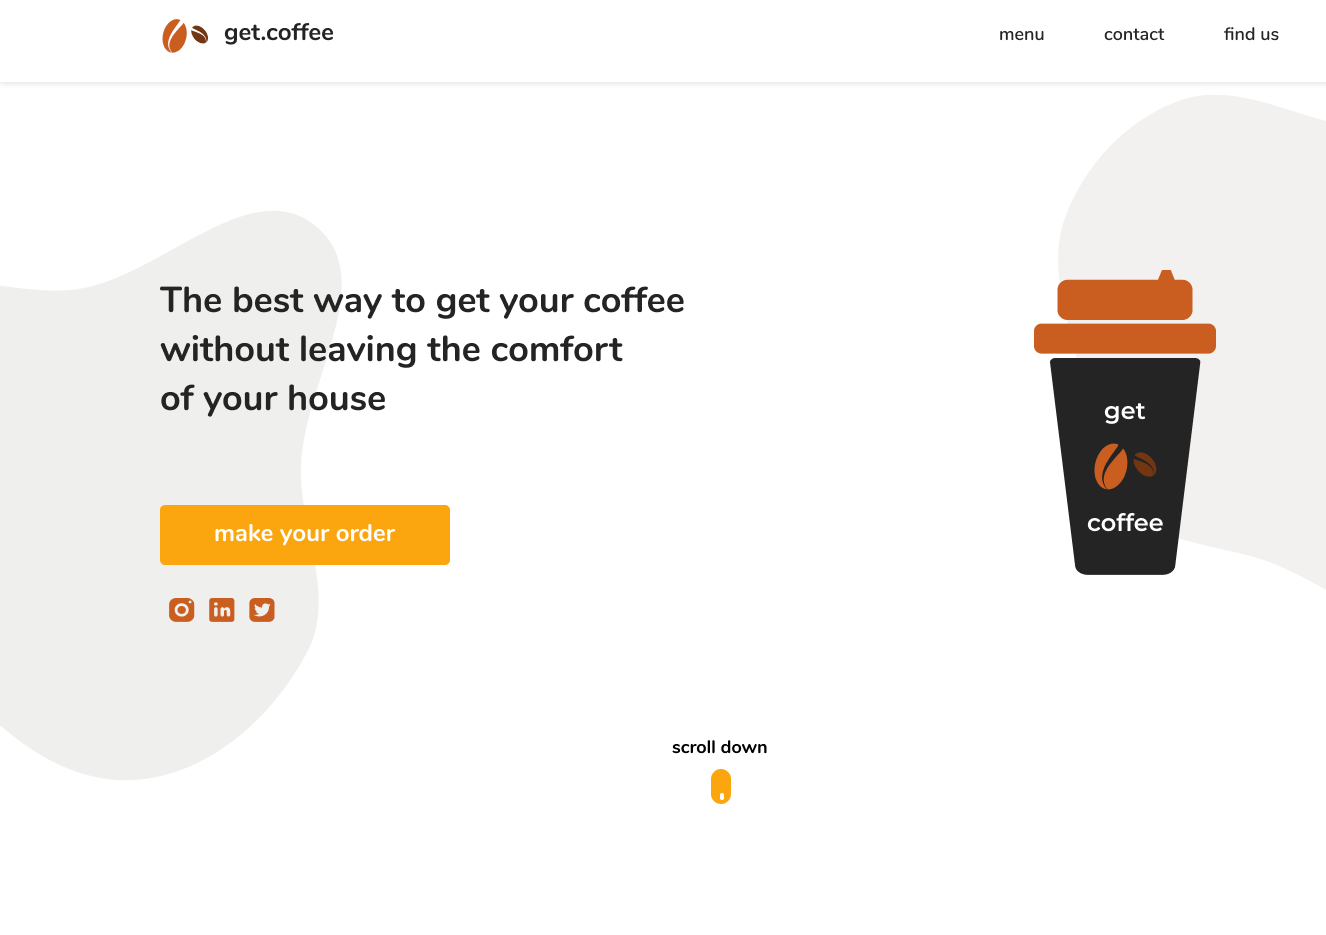 get.coffee
menu
contact
find us
The best way to get your coffee
without leaving the comfort
of your house
get
coffee
make your order
in
scroll down